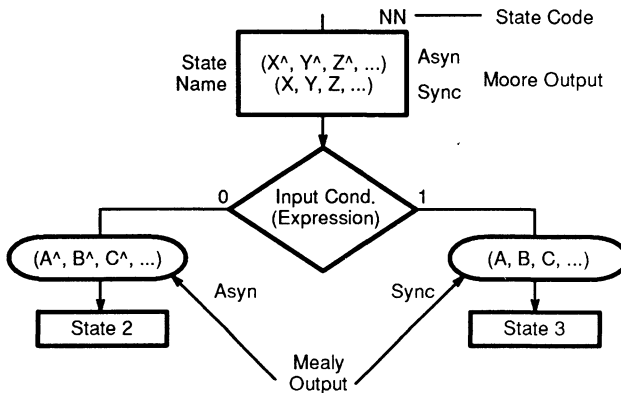 NN
State Code
State
Name
(X^, Y^, Z^, ...)
(X, Y, Z, ...)
Asyn
Sync
Moore Output
0
Input Cond.
(Expression)
1
(A^, B^, C^, ...)
(A, B, C, ...)
Asyn
Sync
State 2
State 3
Mealy
Output